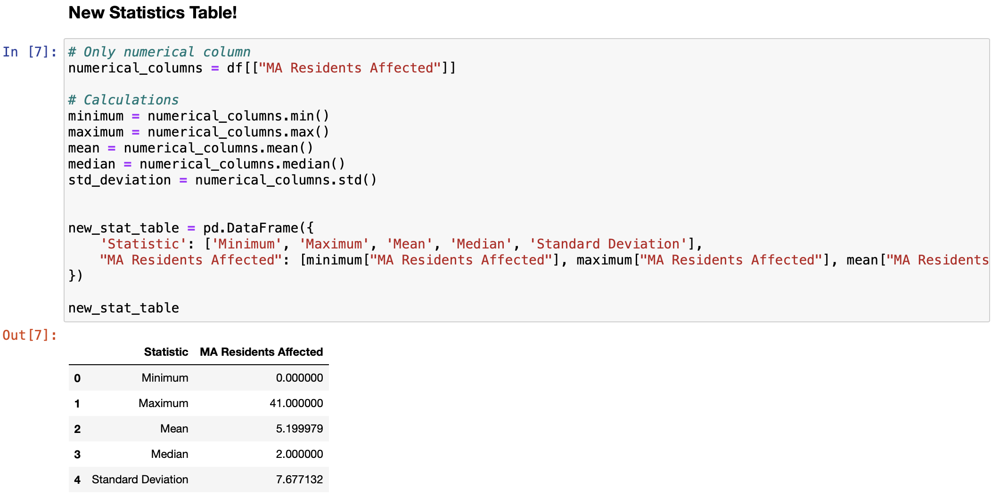 New Statistics Table!
In [7]:
# Only numerical column
numerical_columns = df[["MA Residents Affected"]]
# Calculations
minimum = numerical_columns.min()
maximum = numerical_columns.max()
mean = numerical_columns.mean()
median = numerical_columns.median()
std_deviation = numerical_columns.std()
new_stat_table = pd.DataFrame({
    'Statistic': ['Minimum', 'Maximum', 'Mean', 'Median', 'Standard Deviation'],
    "MA Residents Affected": [minimum["MA Residents Affected"], maximum["MA Residents Affected"], mean["MA Residents
})
new_stat_table
Out[7]:
Statistic MA Residents Affected
0 Minimum 0.000000
1 Maximum 41.000000
2 Mean 5.199979
3 Median 2.000000
4 Standard Deviation 7.677132